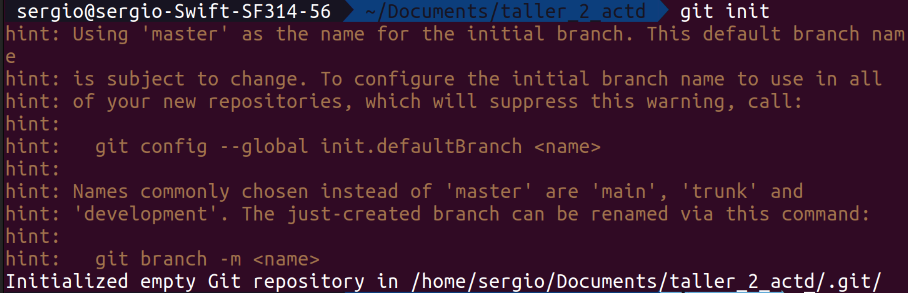 sergio@sergio-Swift-SF314-56 ~/Documents/taller_2_actd git init
hint: Using 'master' as the name for the initial branch. This default branch nam
e
hint: is subject to change. To configure the initial branch name to use in all
hint: of your new repositories, which will suppress this warning, call:
hint:
hint:   git config --global init.defaultBranch <name>
hint:
hint: Names commonly chosen instead of 'master' are 'main', 'trunk' and
hint: 'development'. The just-created branch can be renamed via this command:
hint:
hint:   git branch -m <name>
Initialized empty Git repository in /home/sergio/Documents/taller_2_actd/.git/